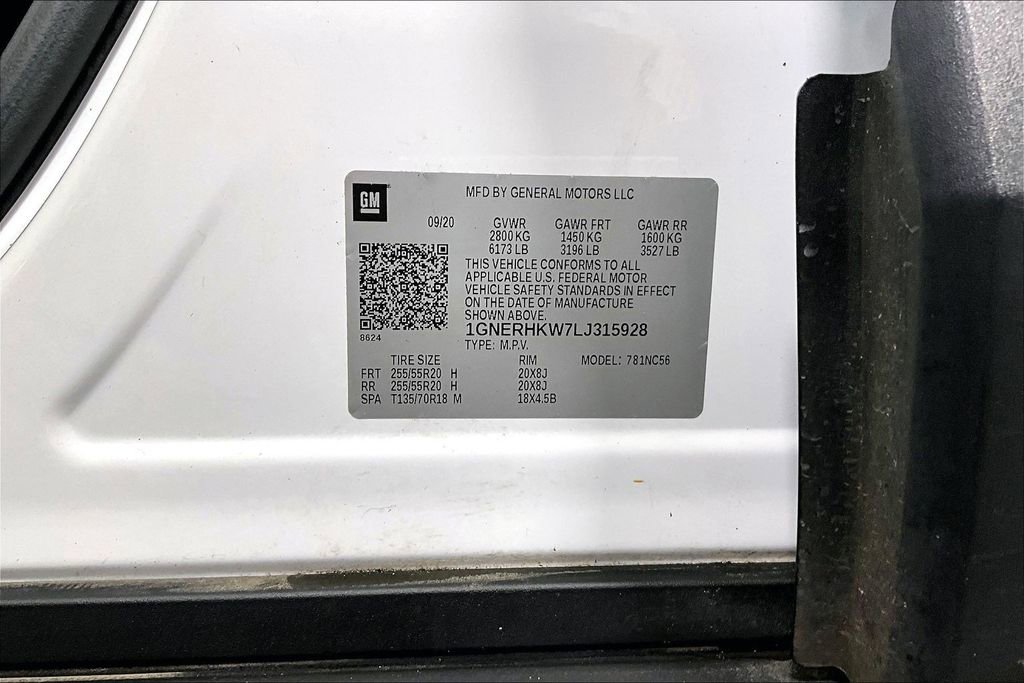 GM
MFD BY GENERAL MOTORS LLC
09/20 GVWR GAWR FRT GAWR RR
2800 KG 1450 KG 1600 KG
6173 LB 3196 LB 3527 LB
THIS VEHICLE CONFORMS TO ALL
APPLICABLE U.S. FEDERAL MOTOR
VEHICLE SAFETY STANDARDS IN EFFECT
ON THE DATE OF MANUFACTURE
SHOWN ABOVE.
8624
1GNERHKW7LJ315928
TYPE: M.P.V.
TIRE SIZE RIM MODEL: 781NC56
FRT 255/55R20 H 20X8J
RR 255/55R20 H 20X8J
SPA T135/70R18 M 18X4.5B